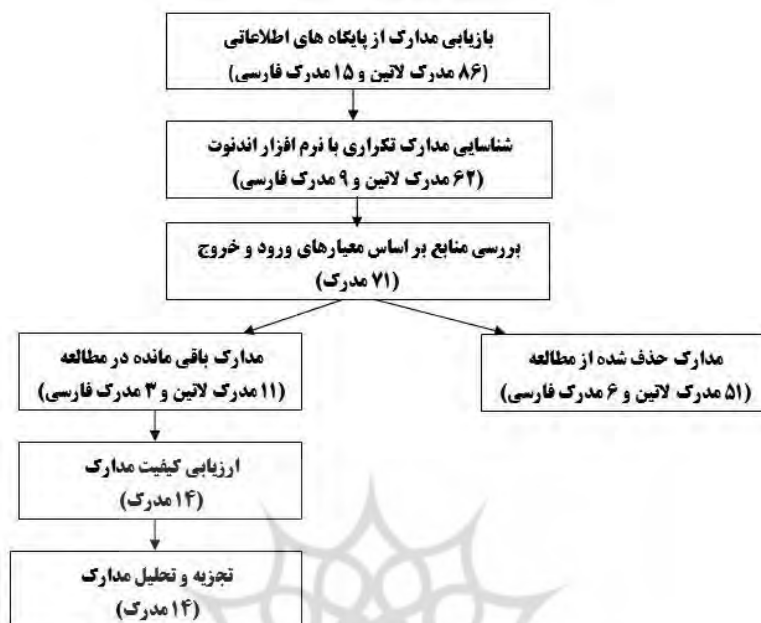 بازیابی مدارک از پایگاه های اطلاعاتی
(۸۶ مدرک لاتین و ۱۵ مدرک فارسی)
شناسایی مدارک تکراری با نرم افزار اندنوت
(۶۲ مدرک لاتین و ۹ مدرک فارسی)
بررسی منابع بر اساس معیارهای ورود و خروج
(۷۱ مدرک)
مدارک حذف شده از مطالعه
(۵۱ مدرک لاتین و ۶ مدرک فارسی)
مدارک باقی مانده در مطالعه
(۱۱ مدرک لاتین و ۳ مدرک فارسی)
ارزیابی کیفیت مدارک
(۱۴ مدرک)
تجزیه و تحلیل مدارک
(۱۴ مدرک)